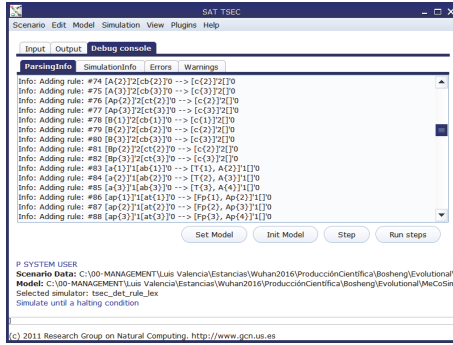 SAT TSEC
Scenario Edit Model Simulation View Plugins Help
Input Output Debug console
ParsingInfo SimulationInfo Errors Warnings
Info: Adding rule: #74 [A{2}]'2[cb{2}]'0 --> [c{2}]'2[]'0
Info: Adding rule: #75 [A{3}]'2[cb{3}]'0 --> [c{3}]'2[]'0
Info: Adding rule: #76 [Ap{2}]'2[ct{2}]'0 --> [c{2}]'2[]'0
Info: Adding rule: #77 [Ap{3}]'2[ct{3}]'0 --> [c{3}]'2[]'0
Info: Adding rule: #78 [B{1}]'2[cb{1}]'0 --> [c{1}]'2[]'0
Info: Adding rule: #79 [B{2}]'2[cb{2}]'0 --> [c{2}]'2[]'0
Info: Adding rule: #80 [B{3}]'2[cb{3}]'0 --> [c{3}]'2[]'0
Info: Adding rule: #81 [Bp{2}]'2[ct{2}]'0 --> [c{2}]'2[]'0
Info: Adding rule: #82 [Bp{3}]'2[ct{3}]'0 --> [c{3}]'2[]'0
Info: Adding rule: #83 [a{1}]'1[ab{1}]'0 --> [T{1}, A{2}]'1[]'0
Info: Adding rule: #84 [a{2}]'1[ab{2}]'0 --> [T{2}, A{3}]'1[]'0
Info: Adding rule: #85 [a{3}]'1[ab{3}]'0 --> [T{3}, A{4}]'1[]'0
Info: Adding rule: #86 [ap{1}]'1[at{1}]'0 --> [Fp{1}, Ap{2}]'1[]'0
Info: Adding rule: #87 [ap{2}]'1[at{2}]'0 --> [Fp{2}, Ap{3}]'1[]'0
Info: Adding rule: #88 [ap{3}]'1[at{3}]'0 --> [Fp{3}, Ap{4}]'1[]'0
Set Model Init Model Step Run steps
P SYSTEM USER
Scenario Data: C:\00-MANAGEMENT\Luis Valencia\Estancias\Wuhan2016\ProducciónCientífica\Bosheng\Evolutional\
Model: C:\00-MANAGEMENT\Luis Valencia\Estancias\Wuhan2016\ProducciónCientífica\Bosheng\Evolutional\MeCoSim
Selected simulator: tsec_det_rule_lex
Simulate until a halting condition
(c) 2011 Research Group on Natural Computing. http://www.gcn.us.es